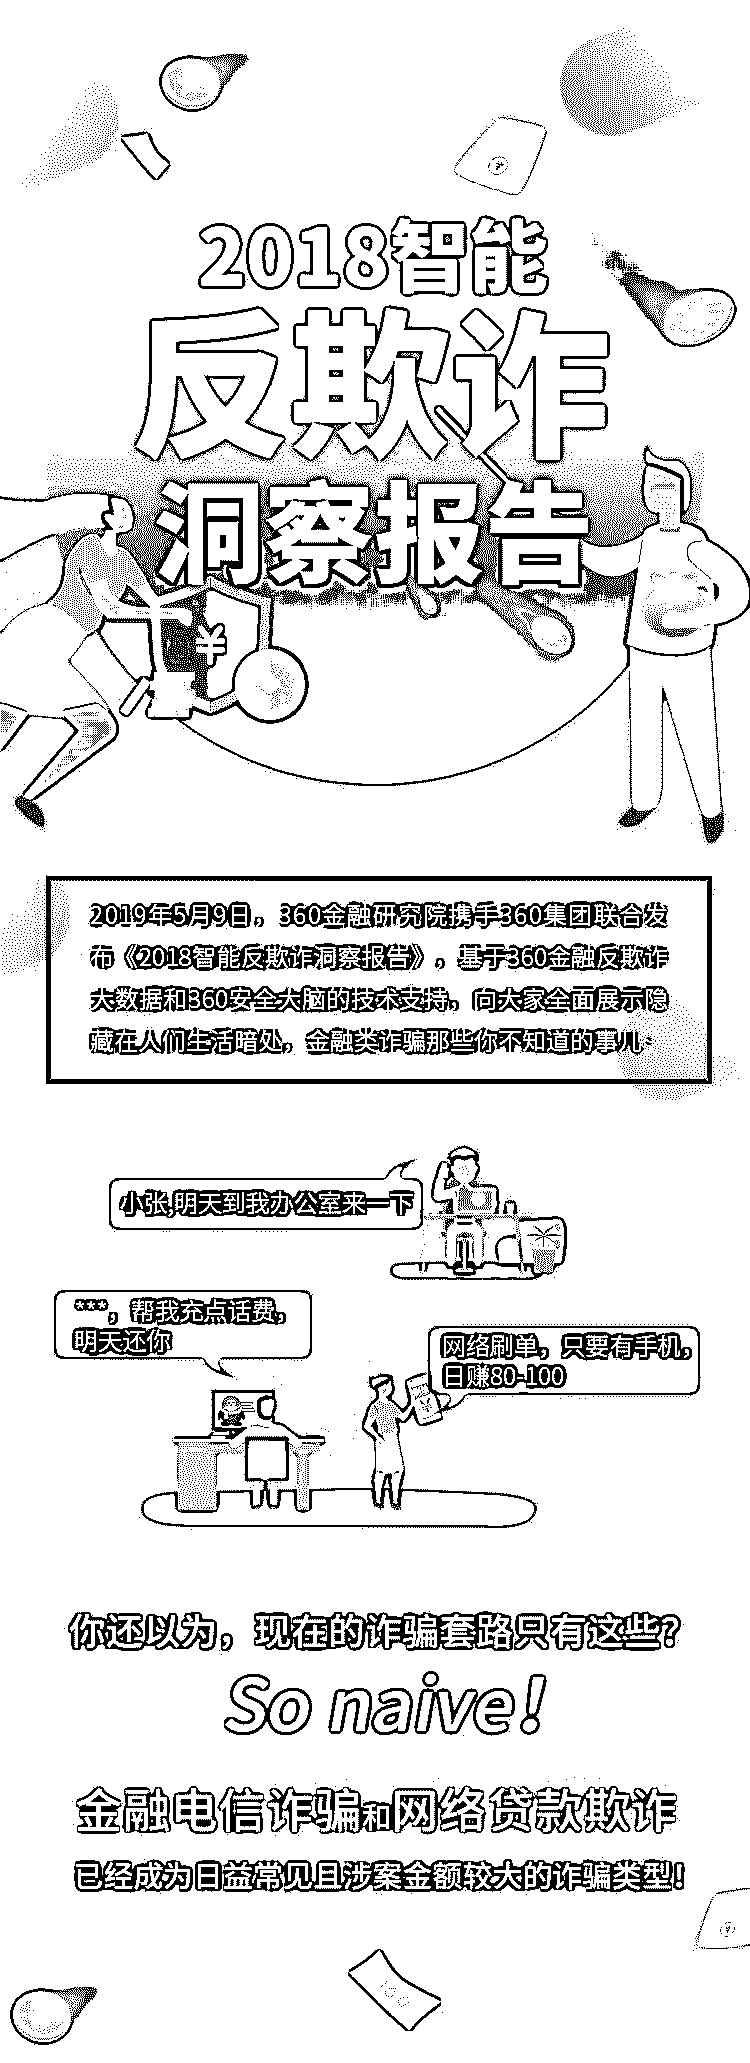 2018智能
反欺诈
洞察报告
¥
2019年5月9日，360金融研究院携手360集团联合发
布《2018智能反欺诈洞察报告》，基于360金融反欺诈
大数据和360安全大脑的技术支持，向大家全面展示隐
藏在人们生活暗处，金融类诈骗那些你不知道的事儿。
小张,明天到我办公室来一下
***，帮我充点话费，
明天还你
网络刷单，只要有手机，
日赚80-100
你还以为，现在的诈骗套路只有这些？
So naive!
金融电信诈骗和网络贷款欺诈
已经成为日益常见且涉案金额较大的诈骗类型！
100